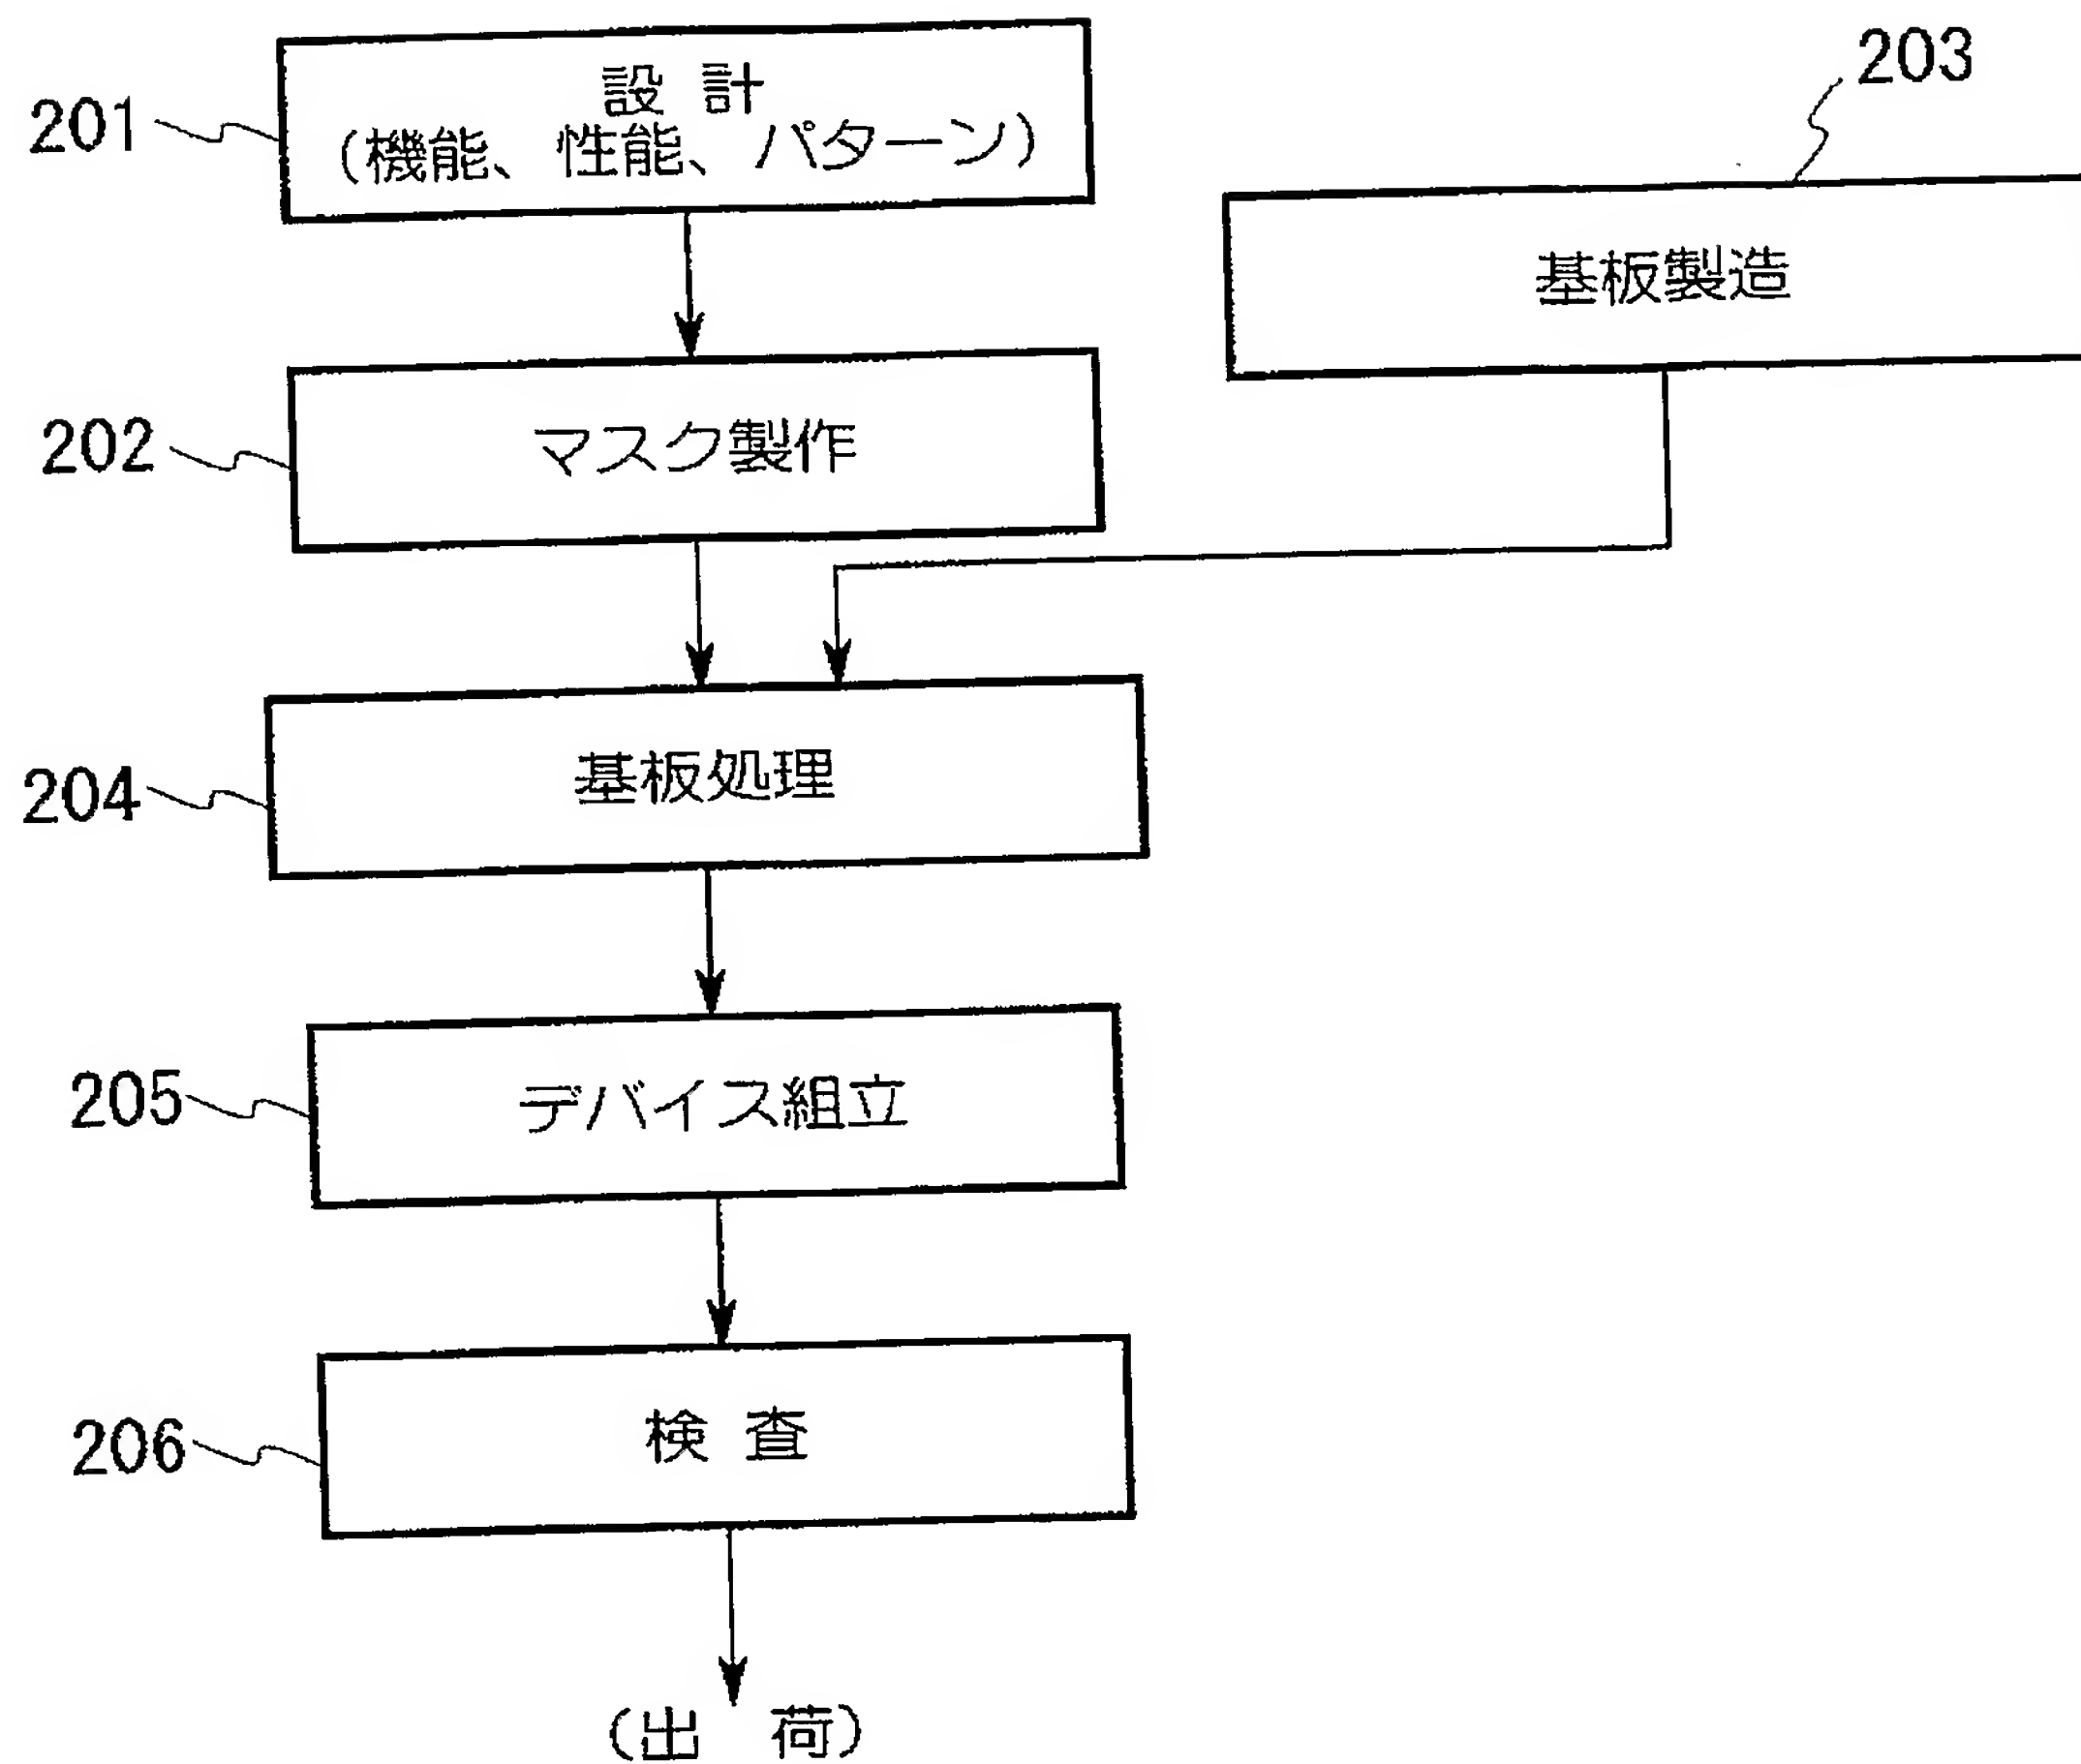 201
設 計
(機能、性能、パターン)
203
基板製造
202
マスク製作
204
基板処理
205
デバイス組立
206
検 査
(出 荷)